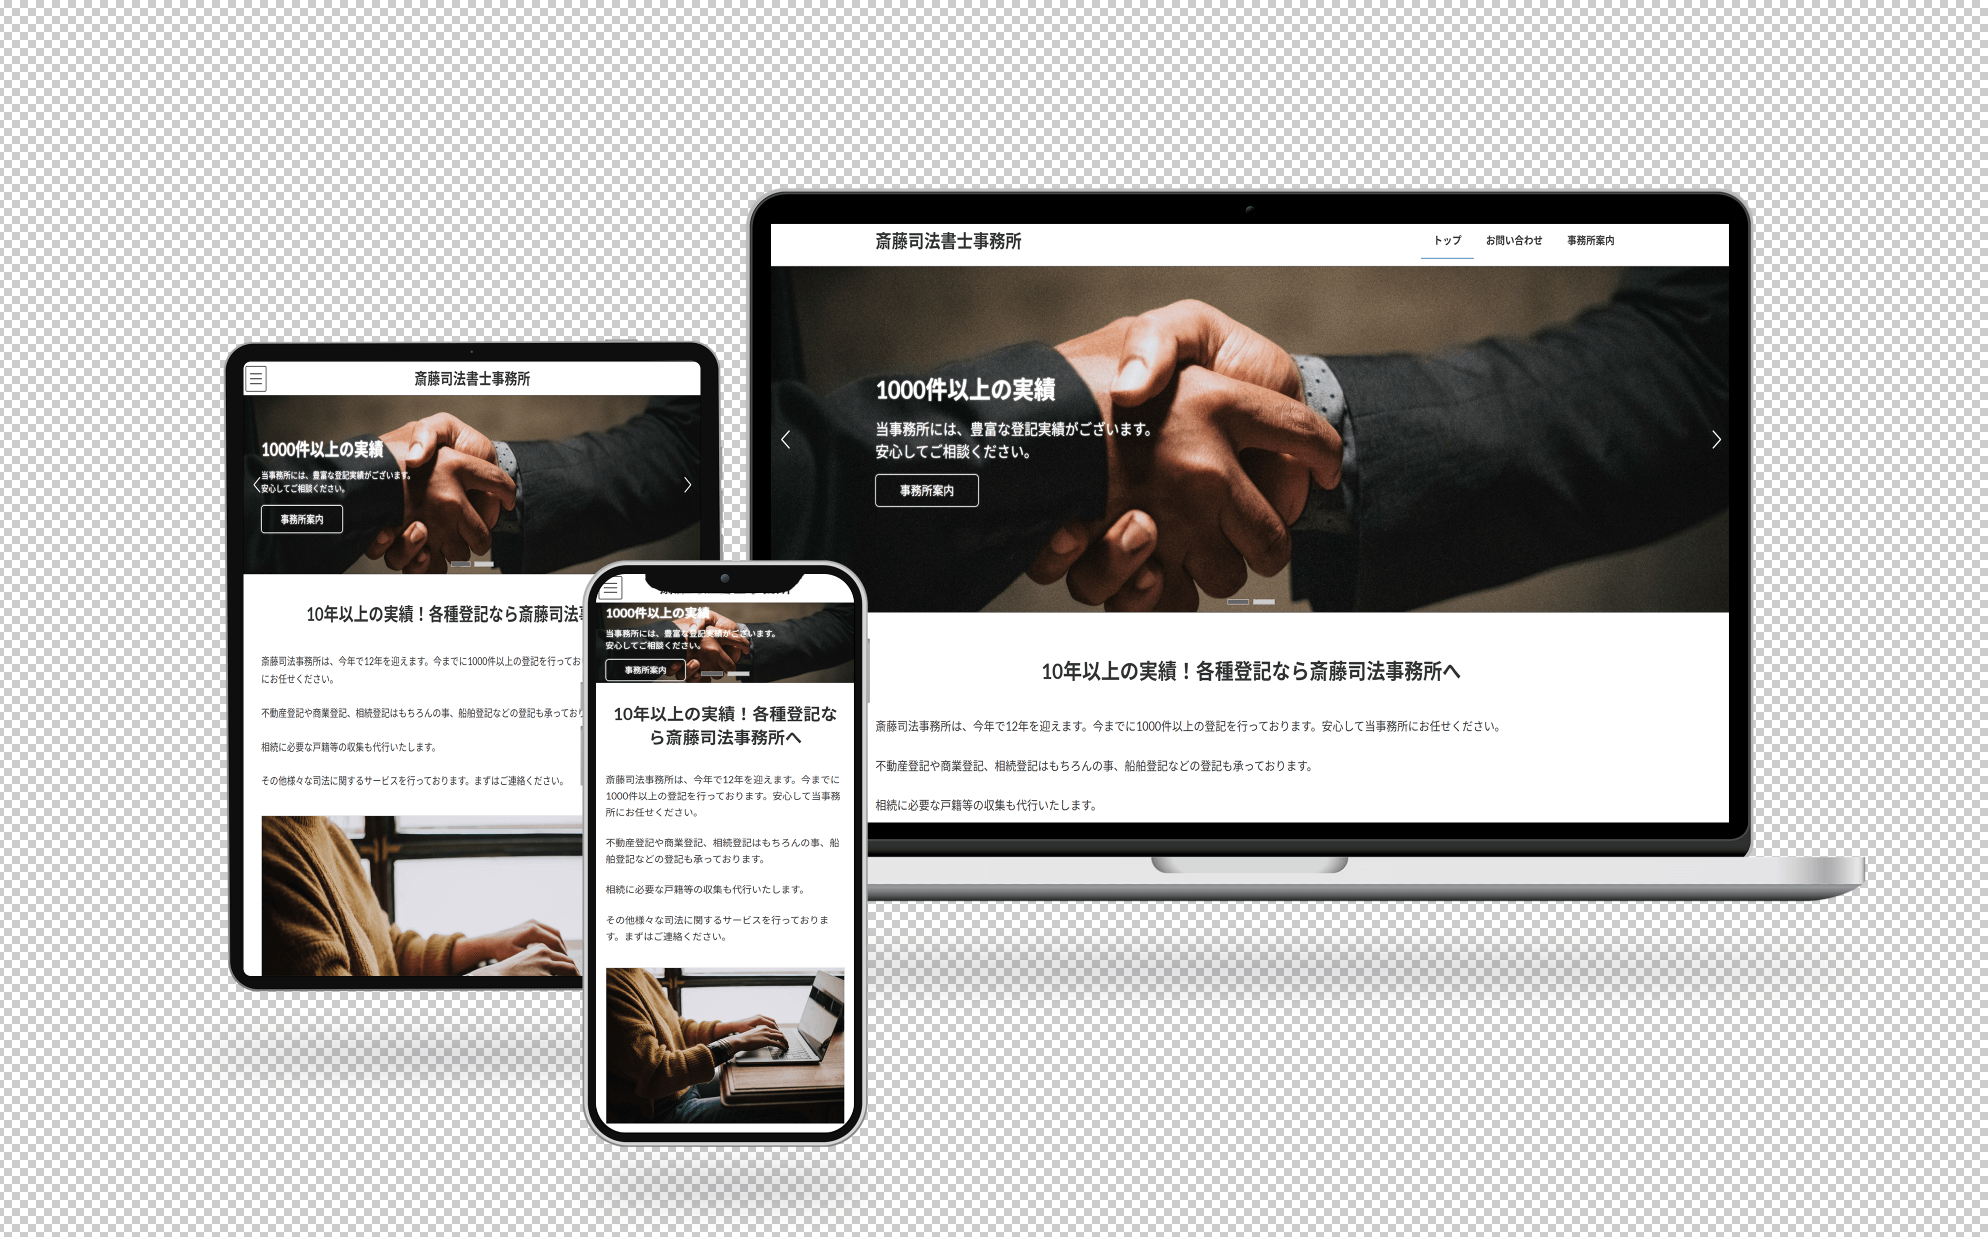 斎藤司法書士事務所
トップ お問い合わせ 事務所案内
1000件以上の実績
当事務所には、豊富な登記実績がございます。
安心してご相談ください。
事務所案内
10年以上の実績！各種登記なら斎藤司法事務所へ
斎藤司法事務所は、今年で12年を迎えます。今までに1000件以上の登記を行っております。安心して当事務所にお任せください。
不動産登記や商業登記、相続登記はもちろんの事、船舶登記などの登記も承っております。
相続に必要な戸籍等の収集も代行いたします。
斎藤司法書士事務所
1000件以上の実績
当事務所には、豊富な登記実績がございます。
安心してご相談ください。
事務所案内
10年以上の実績！各種登記なら斎藤司法
斎藤司法事務所は、今年で12年を迎えます。今までに1000件以上の登記を行ってお
にお任せください。
不動産登記や商業登記、相続登記はもちろんの事、船舶登記などの登記も承ってお
相続に必要な戸籍等の収集も代行いたします。
その他様々な司法に関するサービスを行っております。まずはご連絡ください。
1000件以上の実績
当事務所には、豊富な登記実績がございます。
安心してご相談ください。
事務所案内
10年以上の実績！各種登記な
ら斎藤司法事務所へ
斎藤司法事務所は、今年で12年を迎えます。今までに
1000件以上の登記を行っております。安心して当事務
所にお任せください。
不動産登記や商業登記、相続登記はもちろんの事、船
舶登記などの登記も承っております。
相続に必要な戸籍等の収集も代行いたします。
その他様々な司法に関するサービスを行っておりま
す。まずはご連絡ください。